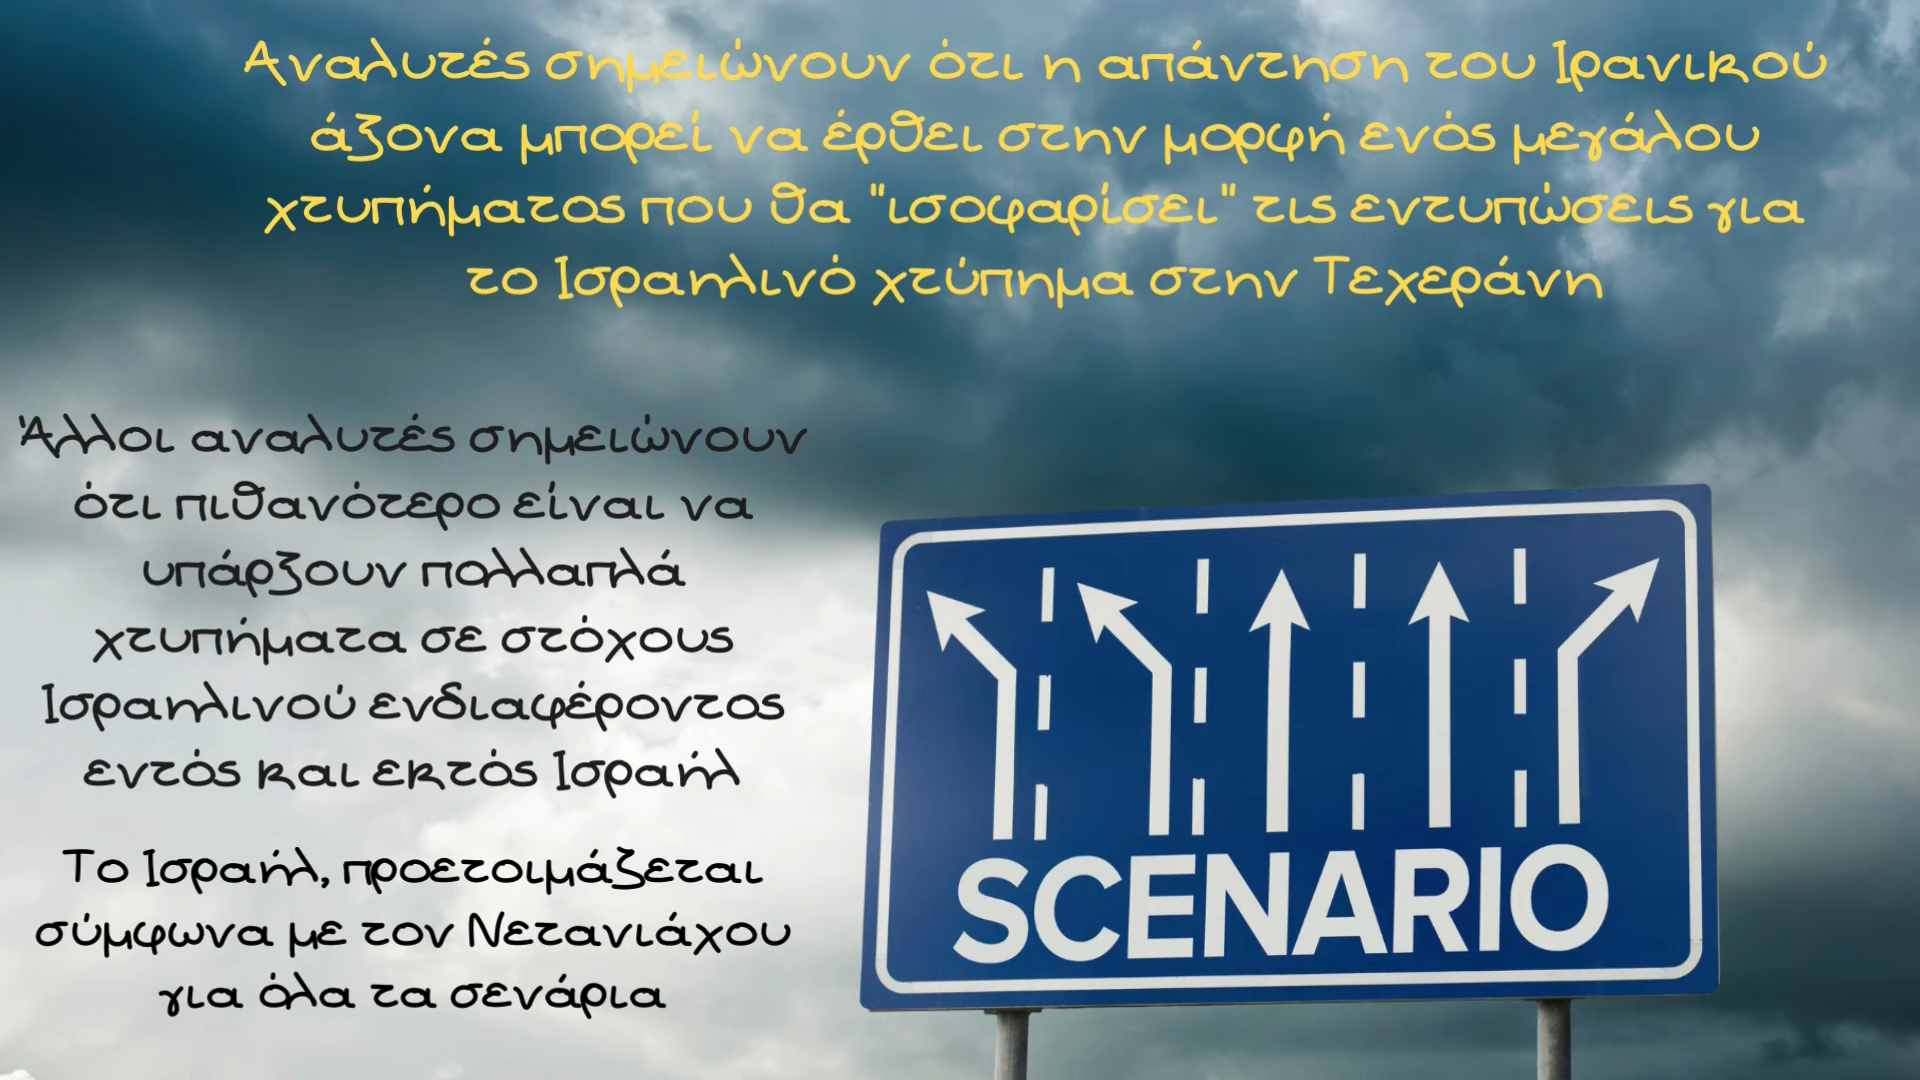 Αναλυτές σημειώνουν ότι η απάντηση του Ιρανικού
άξονα μπορεί να έρθει στην μορφή ενός μεγάλου
χτυπήματος που θα "ισοφαρίσει" τις εντυπώσεις για
το Ισραηλινό χτύπημα στην Τεχεράνη
Άλλοι αναλυτές σημειώνουν
ότι πιθανότερο είναι να
υπάρξουν πολλαπλά
χτυπήματα σε στόχους
Ισραηλινού ενδιαφέροντος
εντός και εκτός Ισραήλ
Το Ισραήλ, προετοιμάζεται
σύμφωνα με τον Νετανιάχου
για όλα τα σενάρια
SCENARIO